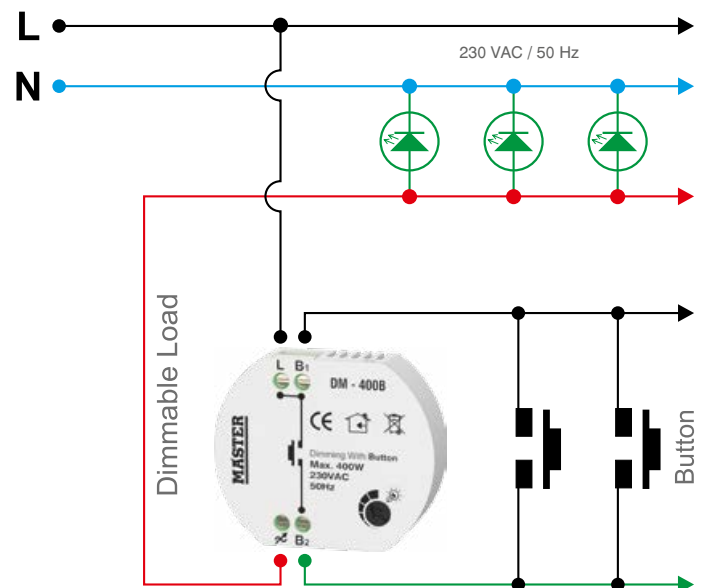 L
230 VAC / 50 Hz
N
Dimmable Load
L B1
DM - 400B
CE
MASTER
Dimming With Button
Max. 400W
230VAC
50Hz
B2
Button